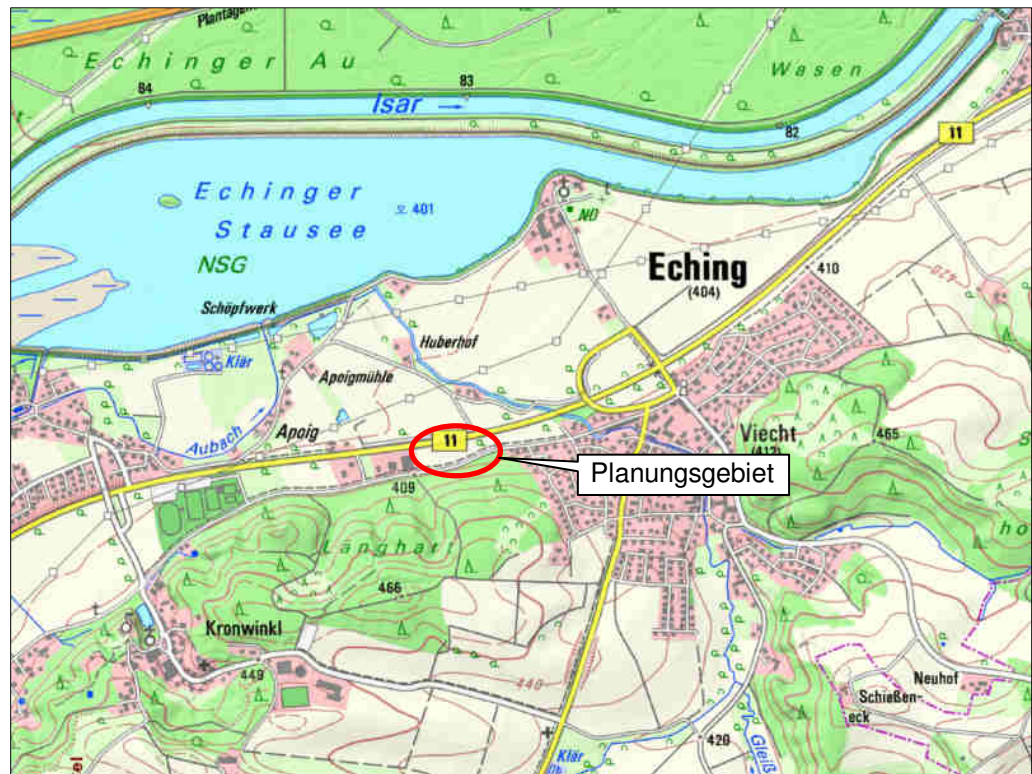 Echinger Au
Wasen
84
83
Isar →
82
11
Echinger
Stausee
401
NSG
ND
Eching
(404)
410
420
Schöpfwerk
Klär
Huberhof
Apoigmühle
Aubach
Apoig
11
Viecht
(412)
465
Planungsgebiet
409
Länghart
466
Kronwinkl
449
440
Neuhof
Schießen-
eck
420
Klär
Gleiß